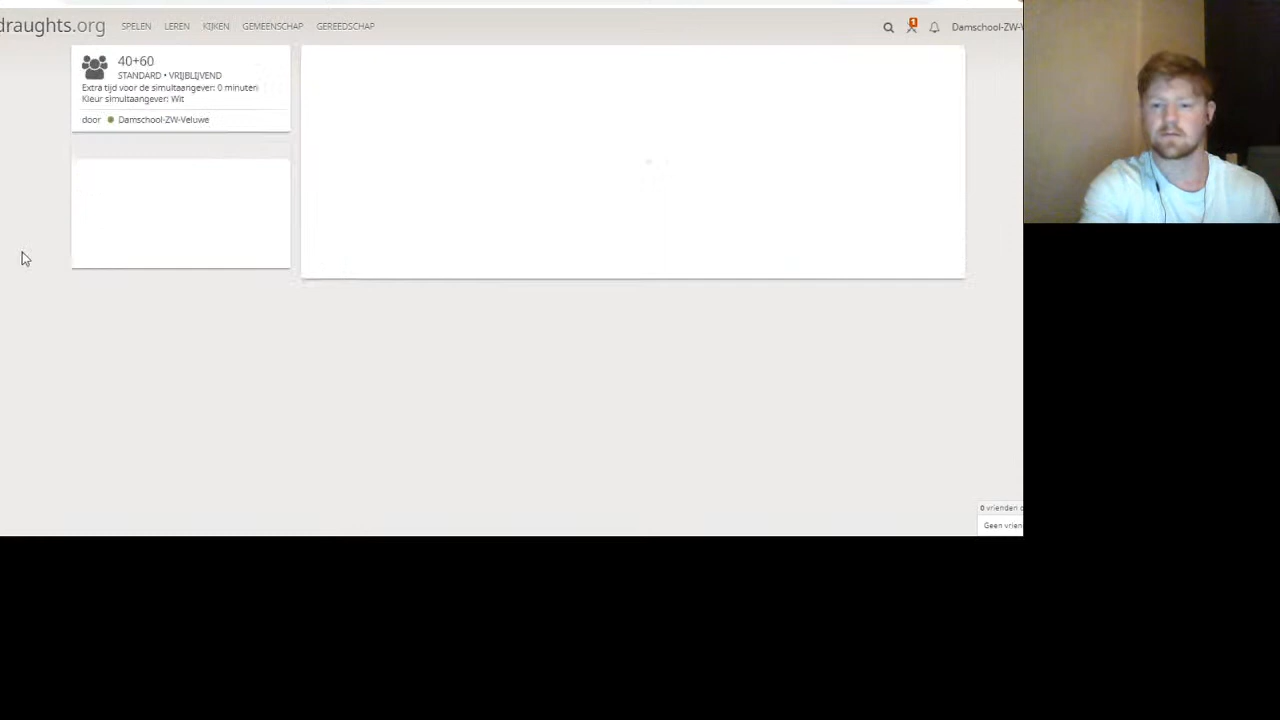 draughts.org SPELEN LEREN KIJKEN GEMEENSCHAP GEREEDSCHAP 1 Damschool-ZW-V
40+60
STANDARD • VRIJBLIJVEND
Extra tijd voor de simultaangever: 0 minuten
Kleur simultaangever: Wit
door Damschool-ZW-Veluwe
0 vrienden o
Geen vrien